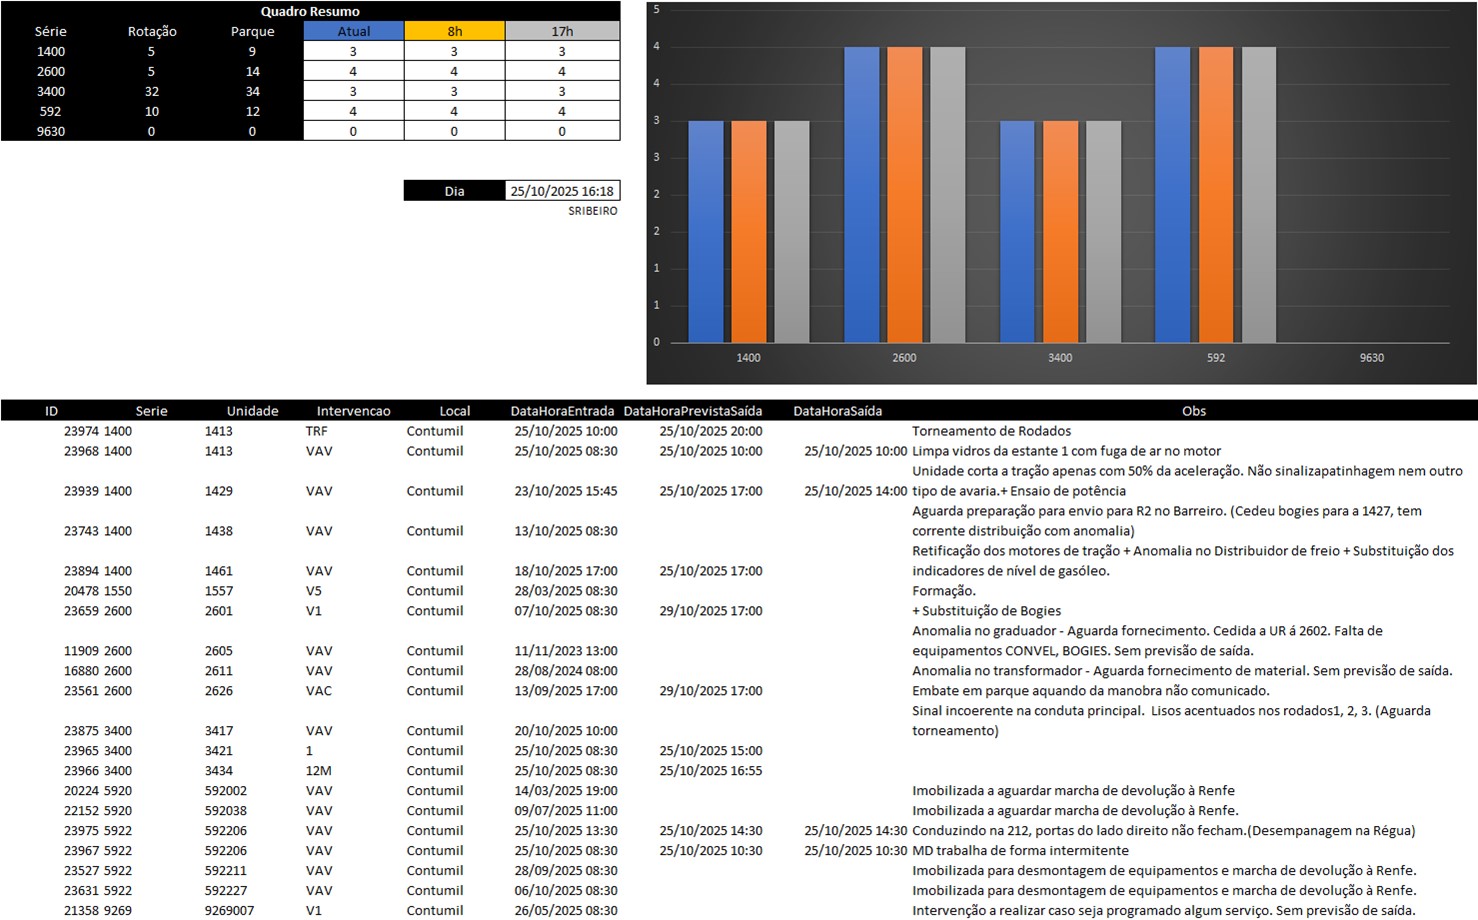 Quadro Resumo
Série Rotação Parque Atual 8h 17h
1400 5 9 3 3 3
2600 5 14 4 4 4
3400 32 34 3 3 3
592 10 12 4 4 4
9630 0 0 0 0 0
Dia 25/10/2025 16:18
SRIBEIRO
5
4
4
3
3
2
2
1
1
0
1400 2600 3400 592 9630
ID Serie Unidade Intervencao Local DataHoraEntrada DataHoraPrevistaSaída DataHoraSaída Obs
23974 1400 1413 TRF Contumil 25/10/2025 10:00 25/10/2025 20:00 Torneamento de Rodados
23968 1400 1413 VAV Contumil 25/10/2025 08:30 25/10/2025 10:00 25/10/2025 10:00 Limpa vidros da estante 1 com fuga de ar no motor
Unidade corta a tração apenas com 50% da aceleração. Não sinalizapatinhagem nem outro
23939 1400 1429 VAV Contumil 23/10/2025 15:45 25/10/2025 17:00 25/10/2025 14:00 tipo de avaria.+ Ensaio de potência
Aguarda preparação para envio para R2 no Barreiro. (Cedeu bogies para a 1427, tem
23743 1400 1438 VAV Contumil 13/10/2025 08:30 corrente distribuição com anomalia)
Retificação dos motores de tração + Anomalia no Distribuidor de freio + Substituição dos
23894 1400 1461 VAV Contumil 18/10/2025 17:00 25/10/2025 17:00 indicadores de nível de gasóleo.
20478 1550 1557 V5 Contumil 28/03/2025 08:30 Formação.
23659 2600 2601 V1 Contumil 07/10/2025 08:30 29/10/2025 17:00 + Substituição de Bogies
Anomalia no graduador - Aguarda fornecimento. Cedida a UR á 2602. Falta de
11909 2600 2605 VAV Contumil 11/11/2023 13:00 equipamentos CONVEL, BOGIES. Sem previsão de saída.
16880 2600 2611 VAV Contumil 28/08/2024 08:00 Anomalia no transformador - Aguarda fornecimento de material. Sem previsão de saída.
23561 2600 2626 VAC Contumil 13/09/2025 17:00 29/10/2025 17:00 Embate em parque aquando da manobra não comunicado.
Sinal incoerente na conduta principal.  Lisos acentuados nos rodados1, 2, 3. (Aguarda
23875 3400 3417 VAV Contumil 20/10/2025 10:00 torneamento)
23965 3400 3421 1 Contumil 25/10/2025 08:30 25/10/2025 15:00
23966 3400 3434 12M Contumil 25/10/2025 08:30 25/10/2025 16:55
20224 5920 592002 VAV Contumil 14/03/2025 19:00 Imobilizada a aguardar marcha de devolução à Renfe
22152 5920 592038 VAV Contumil 09/07/2025 11:00 Imobilizada a aguardar marcha de devolução à Renfe.
23975 5922 592206 VAV Contumil 25/10/2025 13:30 25/10/2025 14:30 25/10/2025 14:30 Conduzindo na 212, portas do lado direito não fecham.(Desempanagem na Régua)
23967 5922 592206 VAV Contumil 25/10/2025 08:30 25/10/2025 10:30 25/10/2025 10:30 MD trabalha de forma intermitente
23527 5922 592211 VAV Contumil 28/09/2025 08:30 Imobilizada para desmontagem de equipamentos e marcha de devolução à Renfe.
23631 5922 592227 VAV Contumil 06/10/2025 08:30 Imobilizada para desmontagem de equipamentos e marcha de devolução à Renfe.
21358 9269 9269007 V1 Contumil 26/05/2025 08:30 Intervenção a realizar caso seja programado algum serviço. Sem previsão de saída.